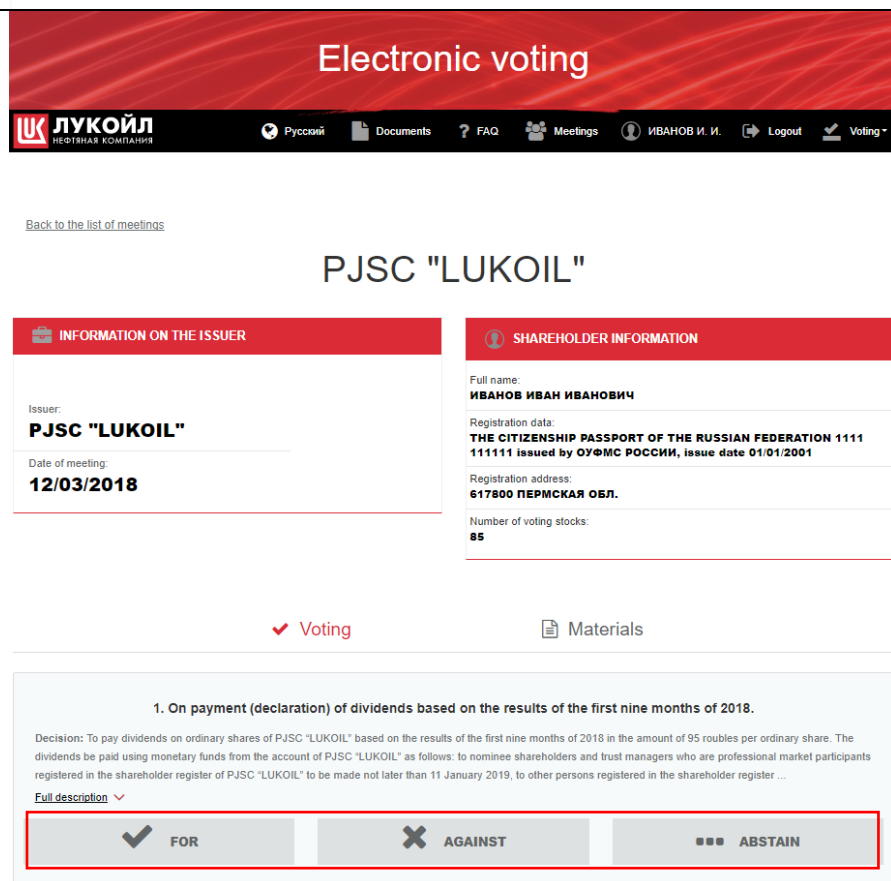 Electronic voting
ЛУКОЙЛ
НЕФТЯНАЯ КОМПАНИЯ
Русский Documents ? FAQ Meetings ИВАНОВ И. И. Logout Voting
Back to the list of meetings
PJSC "LUKOIL"
INFORMATION ON THE ISSUER
Issuer:
PJSC "LUKOIL"
Date of meeting:
12/03/2018
SHAREHOLDER INFORMATION
Full name:
ИВАНОВ ИВАН ИВАНОВИЧ
Registration data:
THE CITIZENSHIP PASSPORT OF THE RUSSIAN FEDERATION 1111
111111 issued by ОУФМС РОССИИ, issue date 01/01/2001
Registration address:
617800 ПЕРМСКАЯ ОБЛ.
Number of voting stocks:
85
Voting Materials
1. On payment (declaration) of dividends based on the results of the first nine months of 2018.
Decision: To pay dividends on ordinary shares of PJSC “LUKOIL” based on the results of the first nine months of 2018 in the amount of 95 roubles per ordinary share. The
dividends be paid using monetary funds from the account of PJSC “LUKOIL” as follows: to nominee shareholders and trust managers who are professional market participants
registered in the shareholder register of PJSC “LUKOIL” to be made not later than 11 January 2019, to other persons registered in the shareholder register ...
Full description
FOR AGAINST ABSTAIN